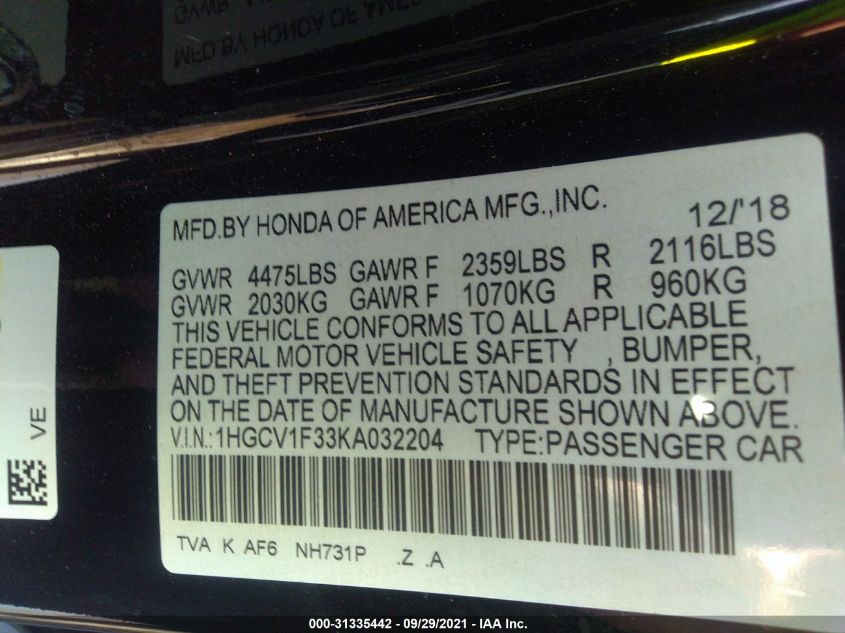 MFD.BY HONDA OF AMERICA MFG.,INC. 12/'18
GVWR 4475LBS GAWR F 2359LBS R 2116LBS
GVWR 2030KG GAWR F 1070KG R 960KG
THIS VEHICLE CONFORMS TO ALL APPLICABLE
FEDERAL MOTOR VEHICLE SAFETY , BUMPER,
AND THEFT PREVENTION STANDARDS IN EFFECT
ON THE DATE OF MANUFACTURE SHOWN ABOVE.
V.I.N.:1HGCV1F33KA032204 TYPE:PASSENGER CAR
TVA K AF6 NH731P .Z .A
VE
000-31335442 - 09/29/2021 - IAA Inc.